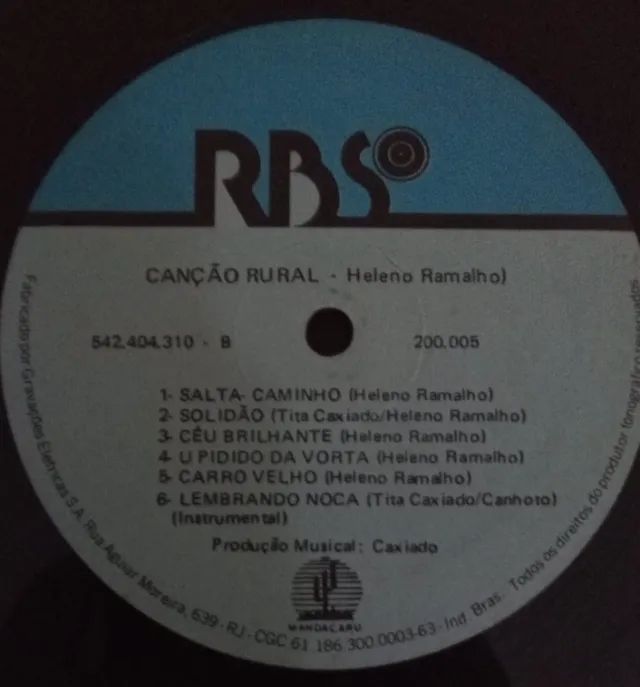 RBS
CANÇÃO RURAL - Heleno Ramalho)
542.404.310 - B
200.005
1- SALTA- CAMINHO (Heleno Ramalho)
2- SOLIDÃO (Tita Caxiado/Heleno Ramalho)
3- CÉU BRILHANTE (Heleno Ramalho)
4- U PIDIDO DA VORTA (Heleno Ramalho)
5- CARRO VELHO (Heleno Ramalho)
6- LEMBRANDO NOCA (Tita Caxiado/Canhoto)
(Instrumental)
Produção Musical: Caxiado
MANDACARU
Fabricado por Gravações Elétricas S.A. Rua Aguiar Moreira, 639 - RJ - CGC 61 186 300 0003-63 - Ind. Bras. Todos os direitos do produtor fonográfico